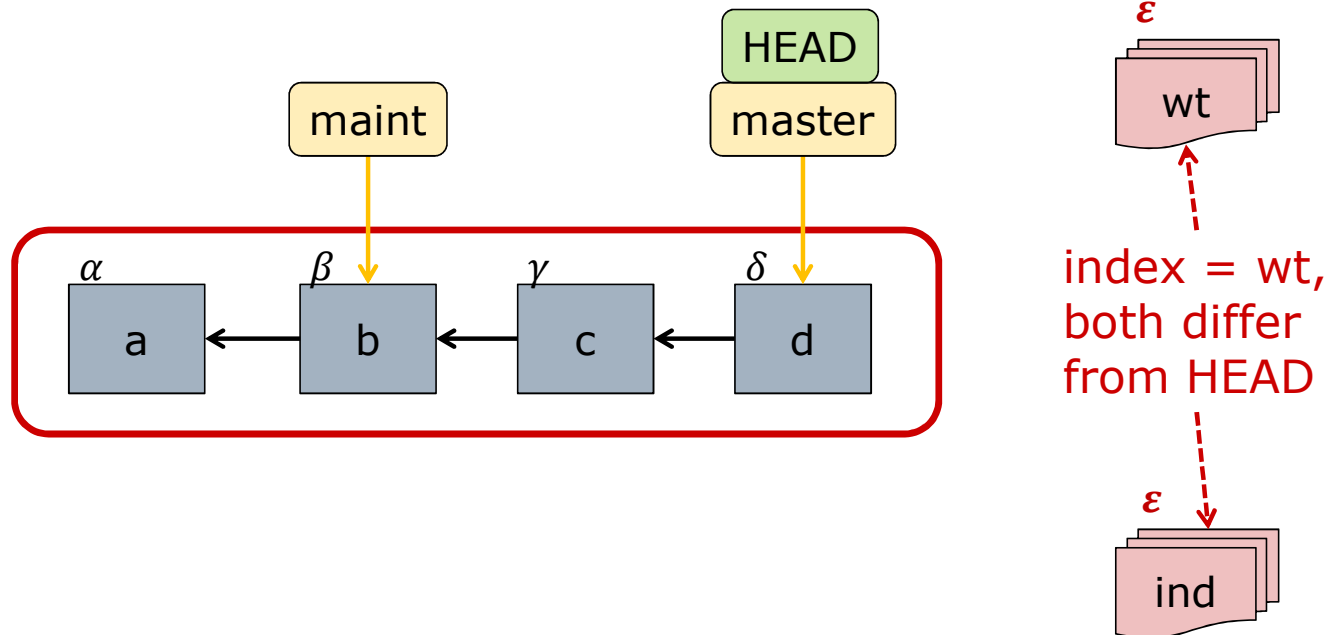 HEAD
maint
master
α
β
γ
δ
a
b
c
d
ε
wt
index = wt,
both differ
from HEAD
ε
ind